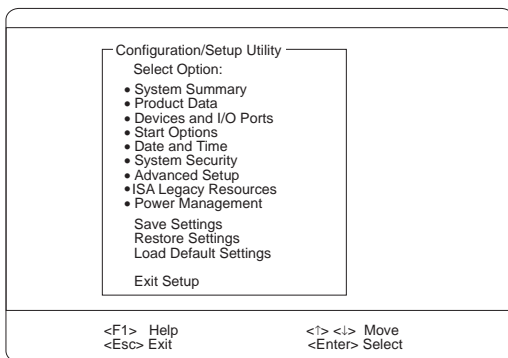 Configuration/Setup Utility
Select Option:
• System Summary
• Product Data
• Devices and I/O Ports
• Start Options
• Date and Time
• System Security
• Advanced Setup
•ISA Legacy Resources
• Power Management
Save Settings
Restore Settings
Load Default Settings
Exit Setup
<F1> Help <↑> <↓> Move
<Esc> Exit <Enter> Select